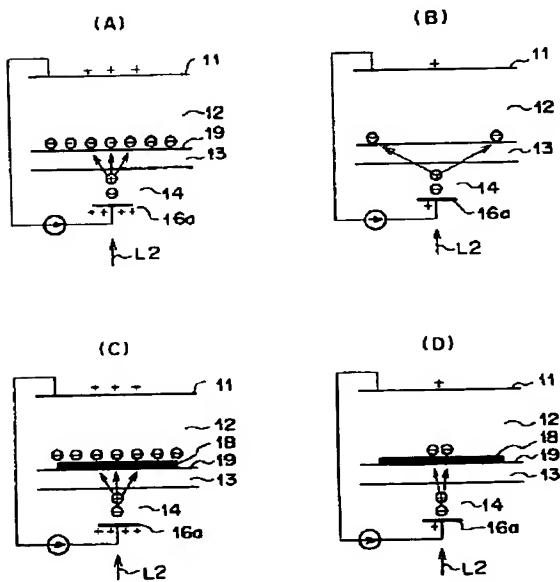 (A)
11
+ + +
12
19
⊖ ⊖ ⊖ ⊖ ⊖ ⊖ ⊖
13
⊕
14
⊖
16a
+ + + +
L2
(B)
11
+
12
⊖ ⊖
13
⊕
14
⊖
16a
+
L2
(C)
11
+ + +
12
18
⊖ ⊖ ⊖ ⊖ ⊖ ⊖ ⊖
19
13
⊕
14
⊖
16a
+ + + +
L2
(D)
11
+
12
18
⊖ ⊖
19
13
⊕
14
⊖
16a
+
L2